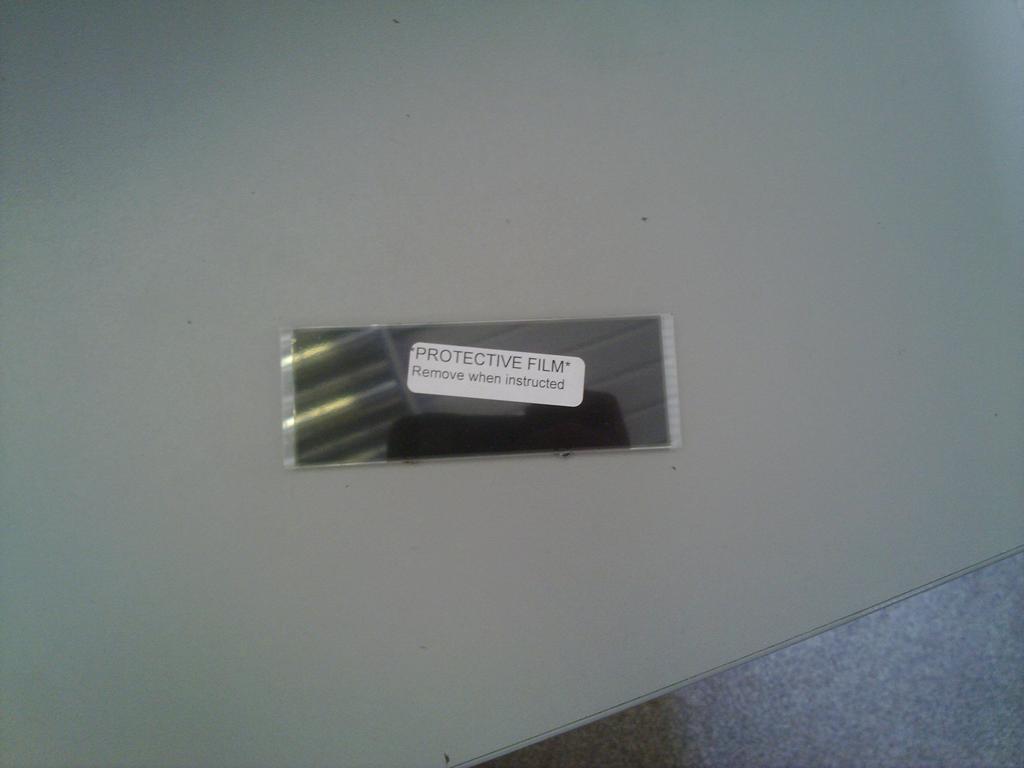 *PROTECTIVE FILM*
Remove when instructed